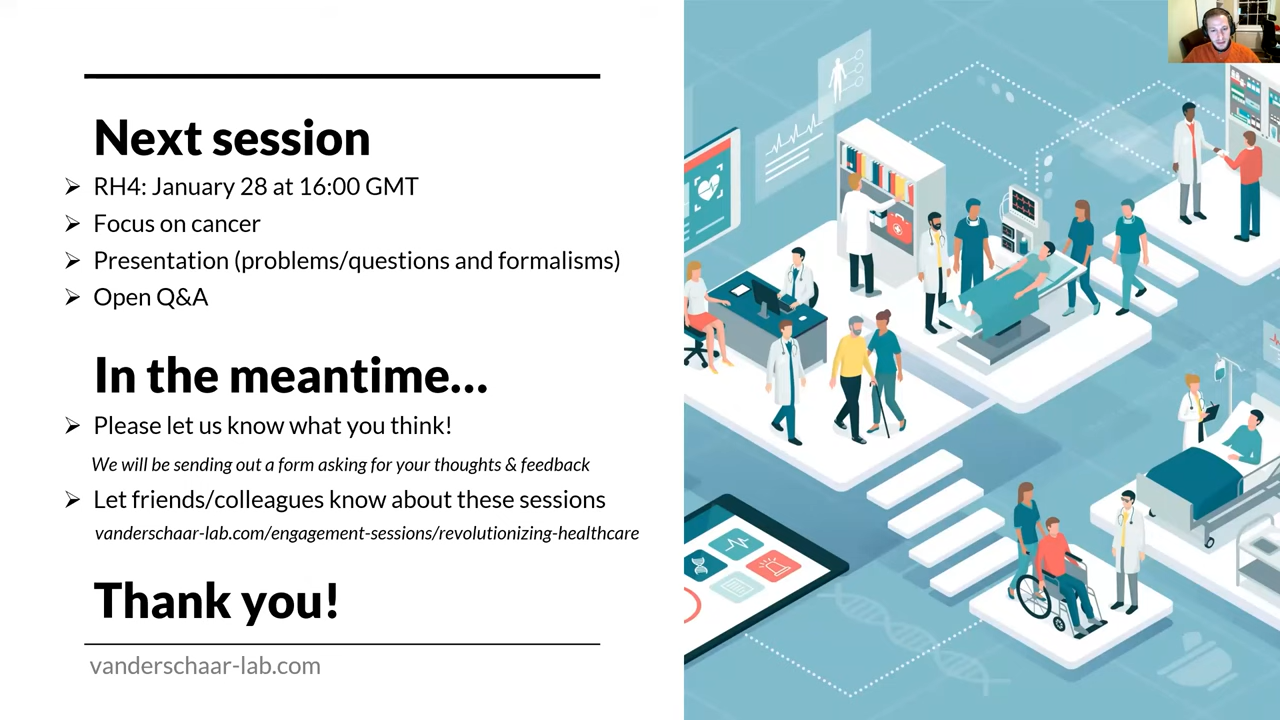 Next session
➢ RH4: January 28 at 16:00 GMT
➢ Focus on cancer
➢ Presentation (problems/questions and formalisms)
➢ Open Q&A
In the meantime...
➢ Please let us know what you think!
We will be sending out a form asking for your thoughts & feedback
➢ Let friends/colleagues know about these sessions
vanderschaar-lab.com/engagement-sessions/revolutionizing-healthcare
Thank you!
vanderschaar-lab.com